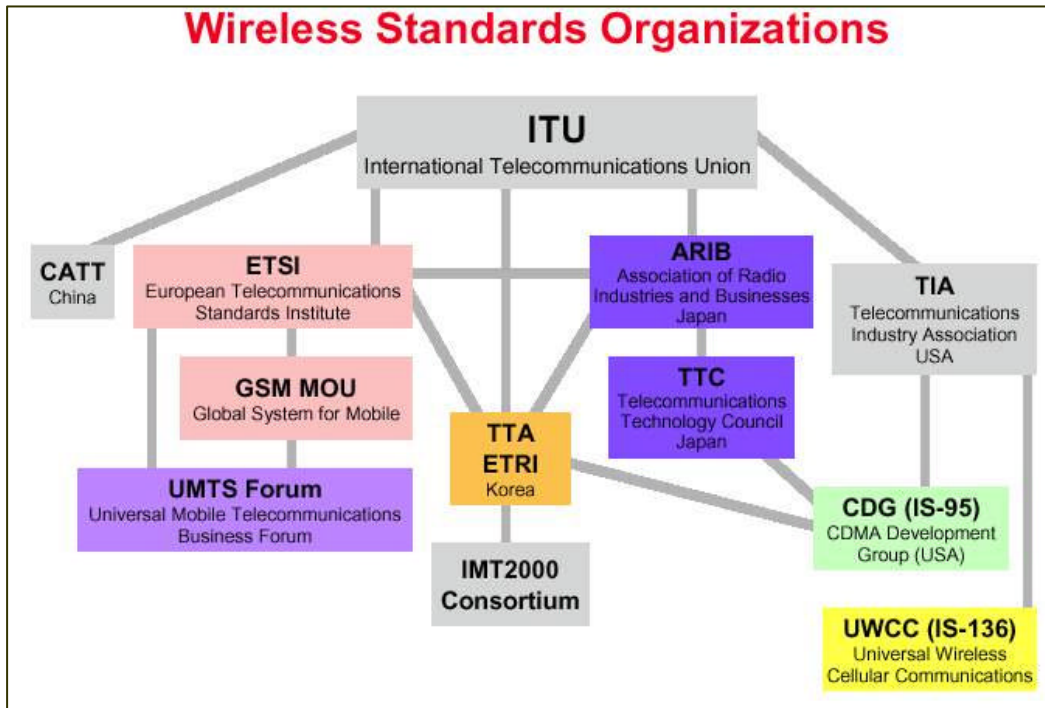 Wireless Standards Organizations
ITU
International Telecommunications Union
CATT
China
ETSI
European Telecommunications
Standards Institute
ARIB
Association of Radio
Industries and Businesses
Japan
TIA
Telecommunications
Industry Association
USA
GSM MOU
Global System for Mobile
TTC
Telecommunications
Technology Council
Japan
TTA
ETRI
Korea
UMTS Forum
Universal Mobile Telecommunications
Business Forum
CDG (IS-95)
CDMA Development
Group (USA)
IMT2000
Consortium
UWCC (IS-136)
Universal Wireless
Cellular Communications